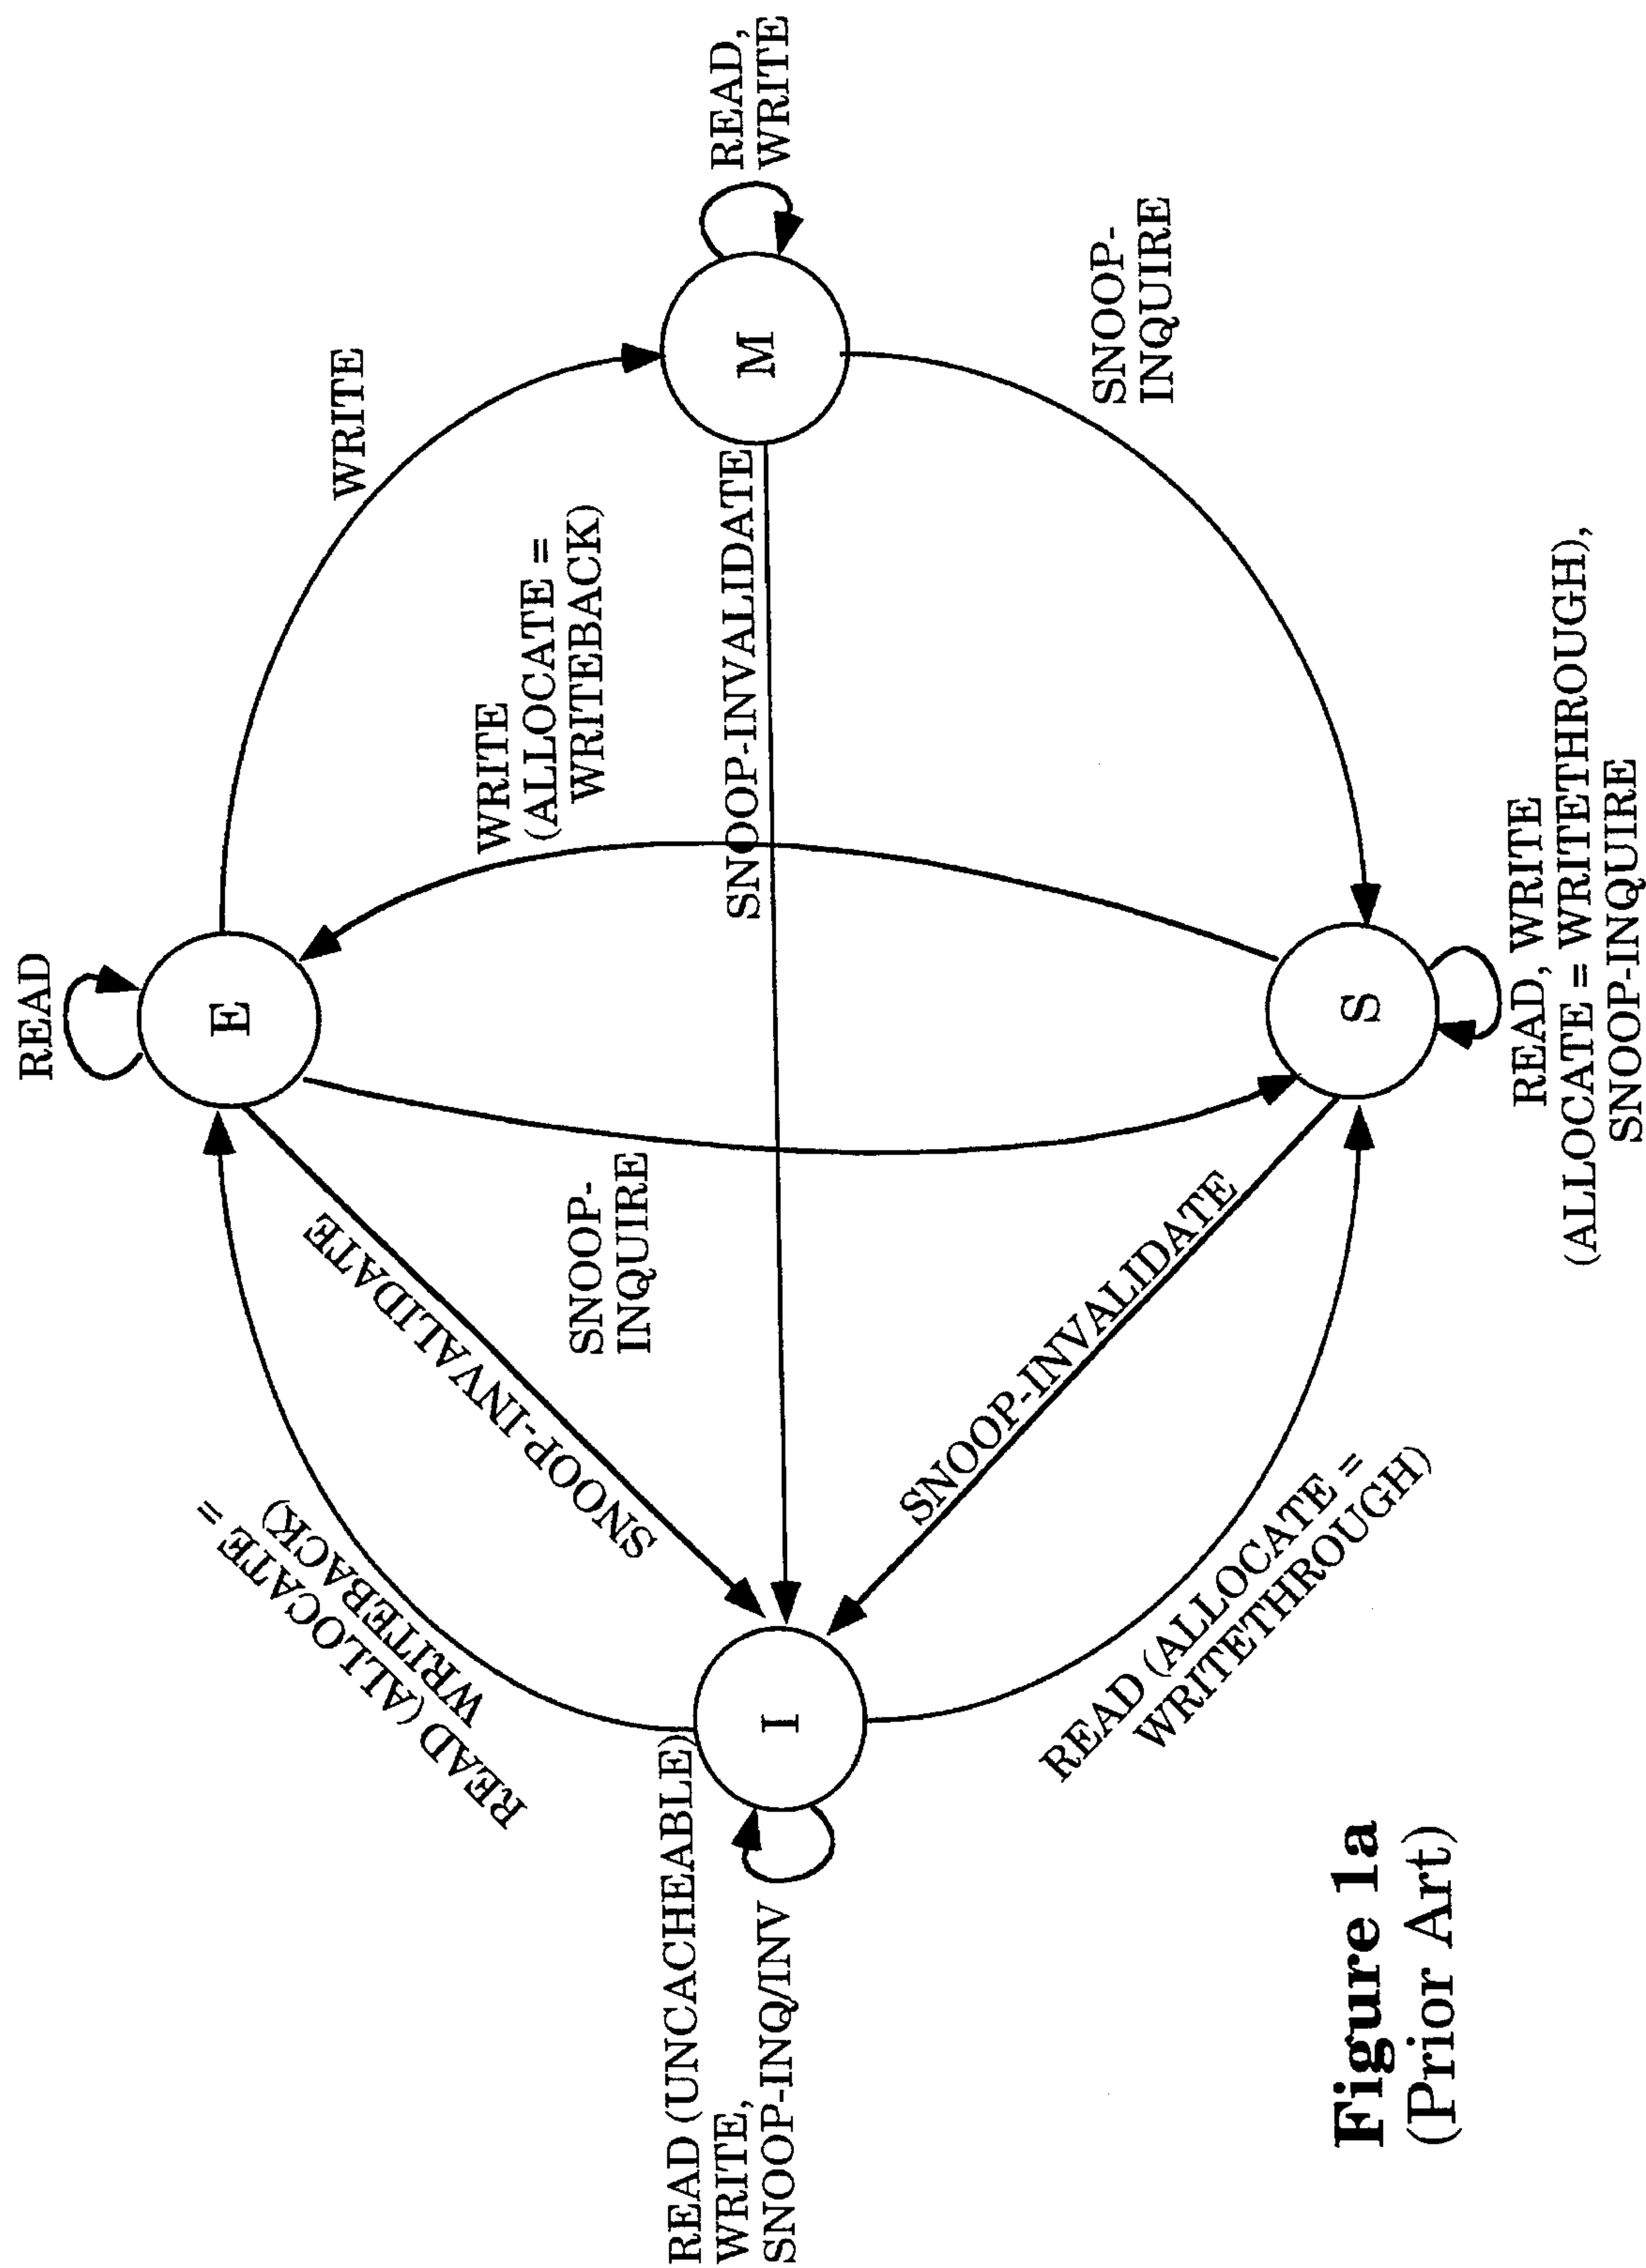 READ
WRITE
READ,
WRITE
READ (ALLOCATE =
WRITEBACK)
SNOOP-INVALIDATE
SNOOP-
INQUIRE
WRITE
(ALLOCATE =
WRITEBACK)
E
SNOOP-INVALIDATE
READ (UNCACHEABLE)
WRITE,
SNOOP-INQ/INV
I
M
SNOOP-INVALIDATE
SNOOP-
INQUIRE
READ (ALLOCATE =
WRITETHROUGH)
S
READ, WRITE
(ALLOCATE = WRITETHROUGH),
SNOOP-INQUIRE
Figure 1a
(Prior Art)